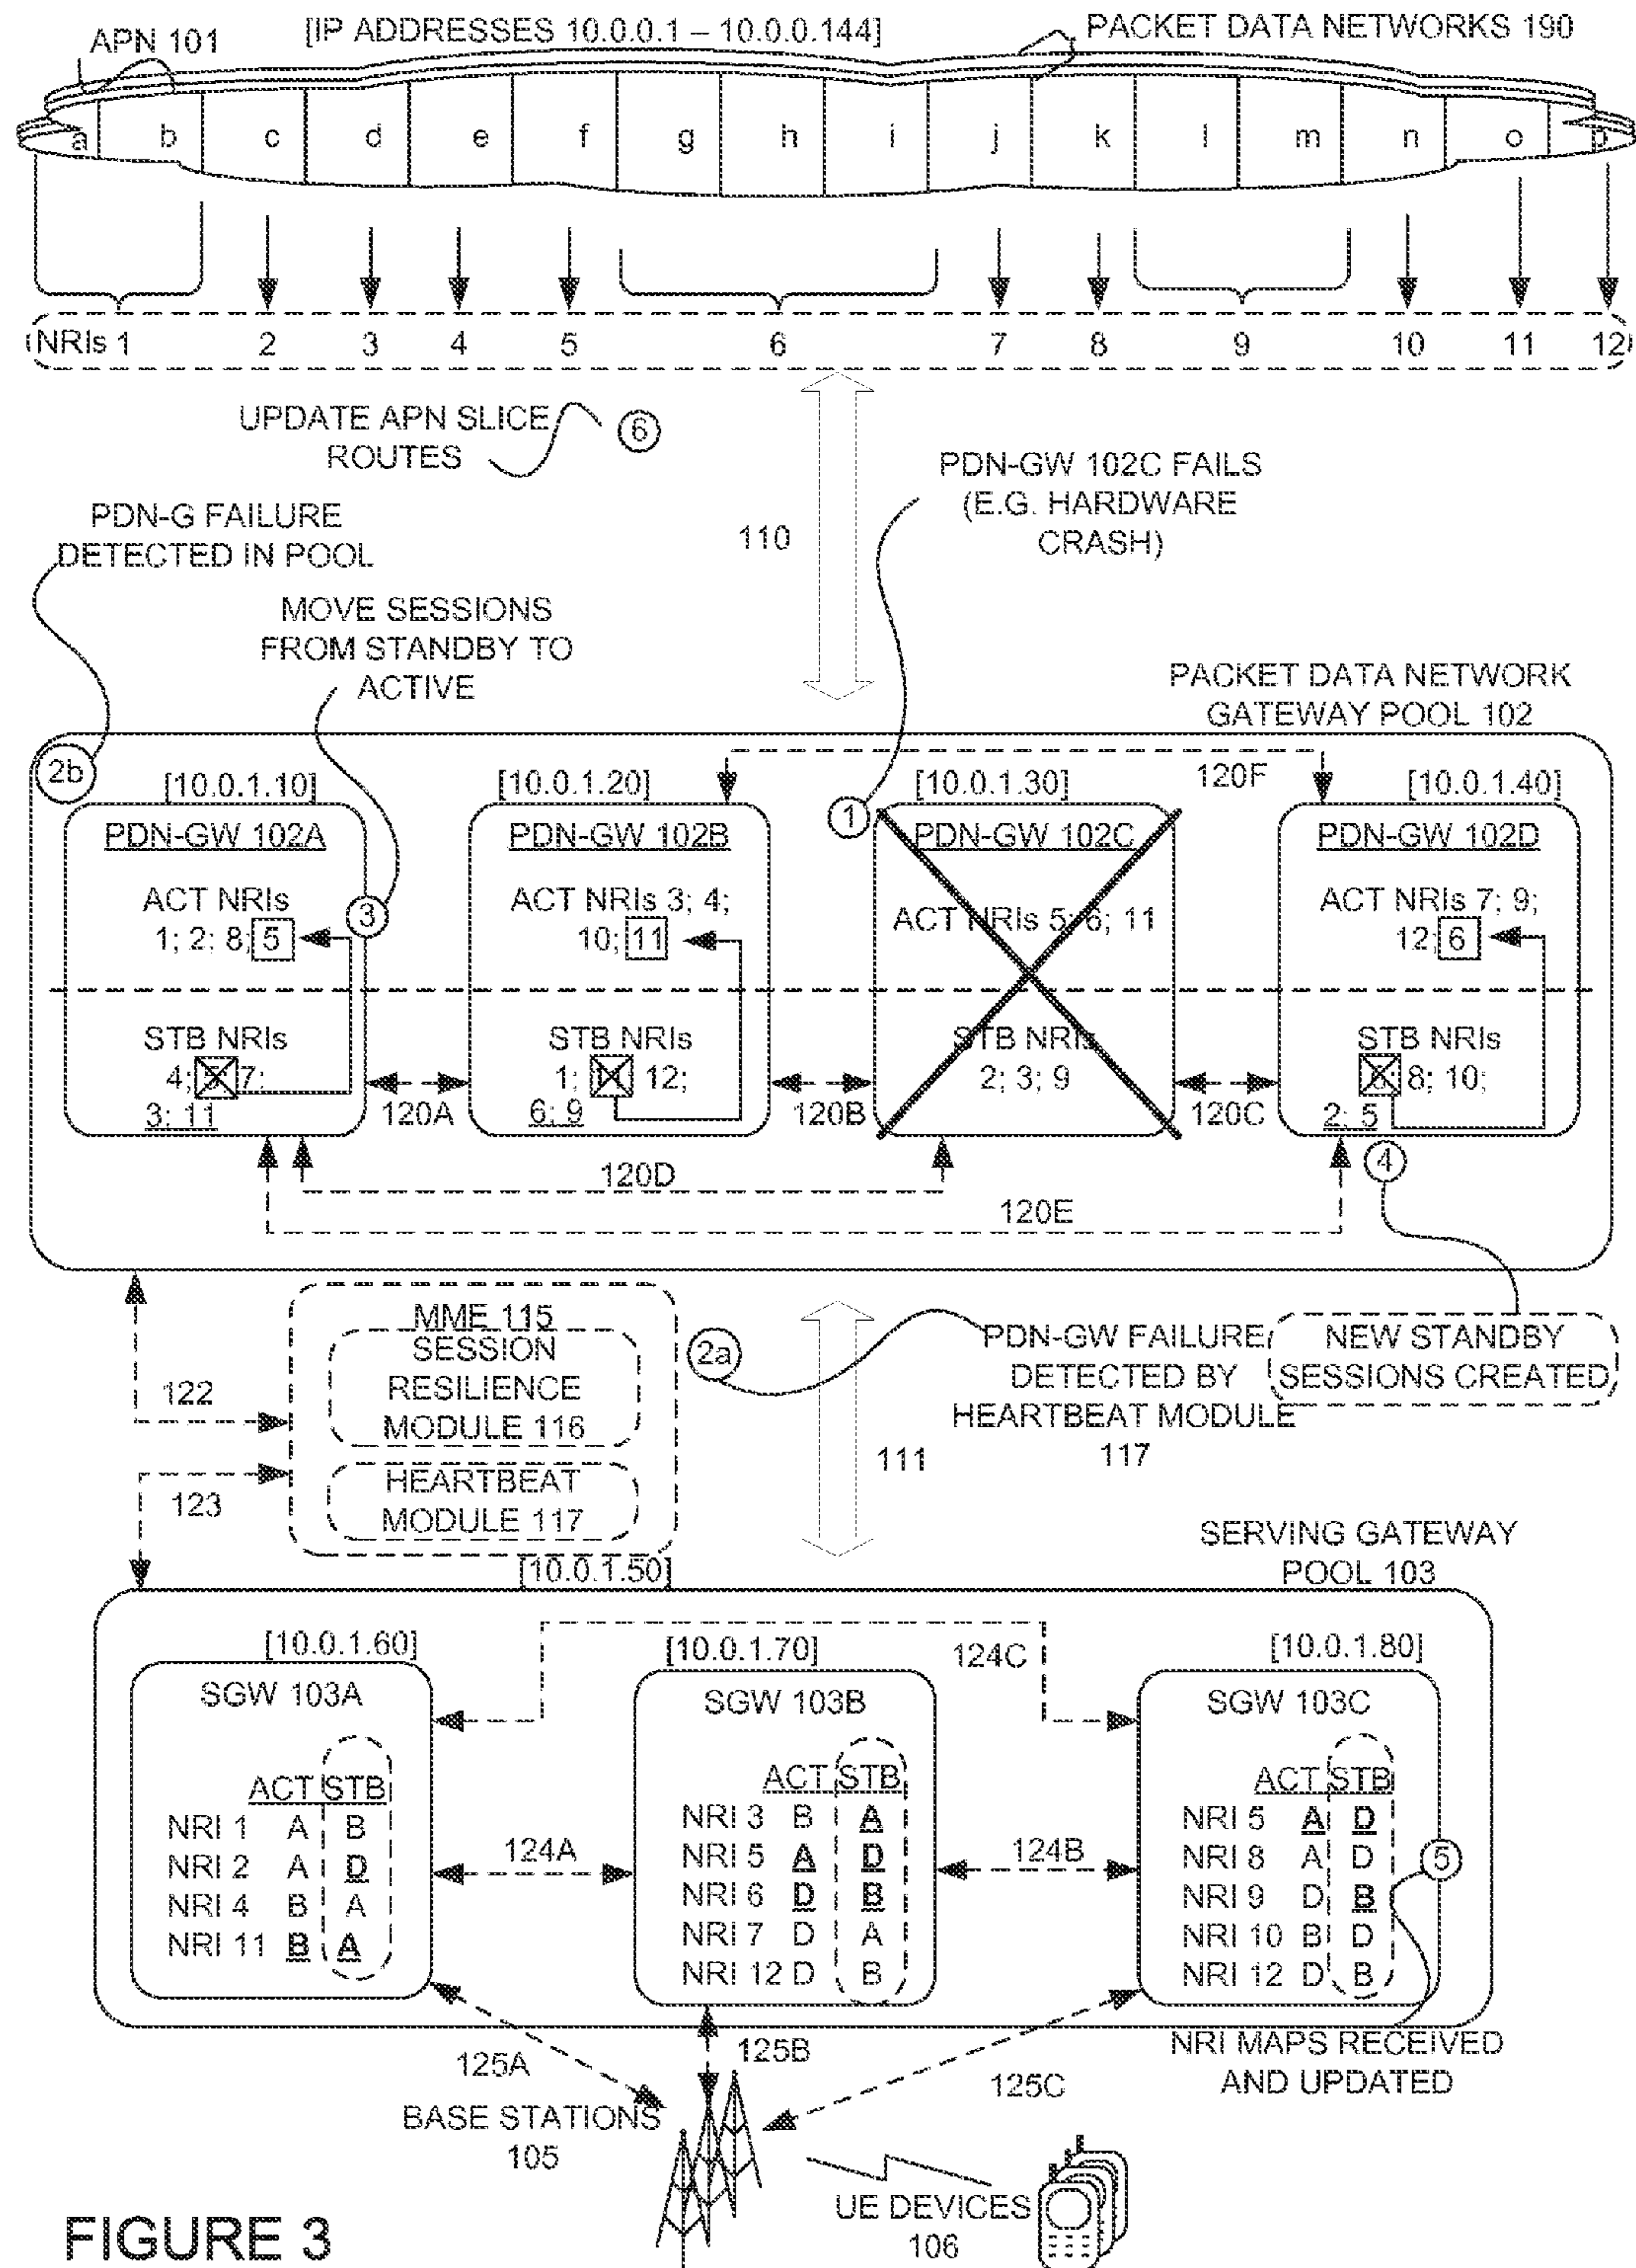 [IP ADDRESSES 10.0.0.1 – 10.0.0.144]
PACKET DATA NETWORKS 190
APN 101
a b c d e f g h i j k l m n o p
NRIs 1 2 3 4 5 6 7 8 9 10 11 12
UPDATE APN SLICE
ROUTES
6
PDN-GW 102C FAILS
(E.G. HARDWARE
CRASH)
110
PDN-G FAILURE
DETECTED IN POOL
MOVE SESSIONS
FROM STANDBY TO
ACTIVE
PACKET DATA NETWORK
GATEWAY POOL 102
2b
[10.0.1.10]
PDN-GW 102A
ACT NRIs
1; 2; 8; 5
3
STB NRIs
4; 7;
3; 11
120A
[10.0.1.20]
PDN-GW 102B
ACT NRIs 3; 4;
10; 11
STB NRIs
1; 12;
6; 9
120B
1
[10.0.1.30]
PDN-GW 102C
ACT NRIs 5; 6; 11
STB NRIs
2; 3; 9
120C
120F
[10.0.1.40]
PDN-GW 102D
ACT NRIs 7; 9;
12; 6
STB NRIs
8; 10;
2; 5
4
120D
120E
MME 115
SESSION
RESILIENCE
MODULE 116
HEARTBEAT
MODULE 117
[10.0.1.50]
122
123
2a
PDN-GW FAILURE
DETECTED BY
HEARTBEAT MODULE
117
NEW STANDBY
SESSIONS CREATED
111
SERVING GATEWAY
POOL 103
[10.0.1.60]
SGW 103A
ACT STB
NRI 1 A B
NRI 2 A D
NRI 4 B A
NRI 11 B A
124A
[10.0.1.70]
SGW 103B
ACT STB
NRI 3 B A
NRI 5 A D
NRI 6 D B
NRI 7 D A
NRI 12 D B
124B
124C
[10.0.1.80]
SGW 103C
ACT STB
NRI 5 A D
NRI 8 A D
NRI 9 D B
NRI 10 B D
NRI 12 D B
5
NRI MAPS RECEIVED
AND UPDATED
125A
125B
125C
BASE STATIONS
105
UE DEVICES
106
FIGURE 3